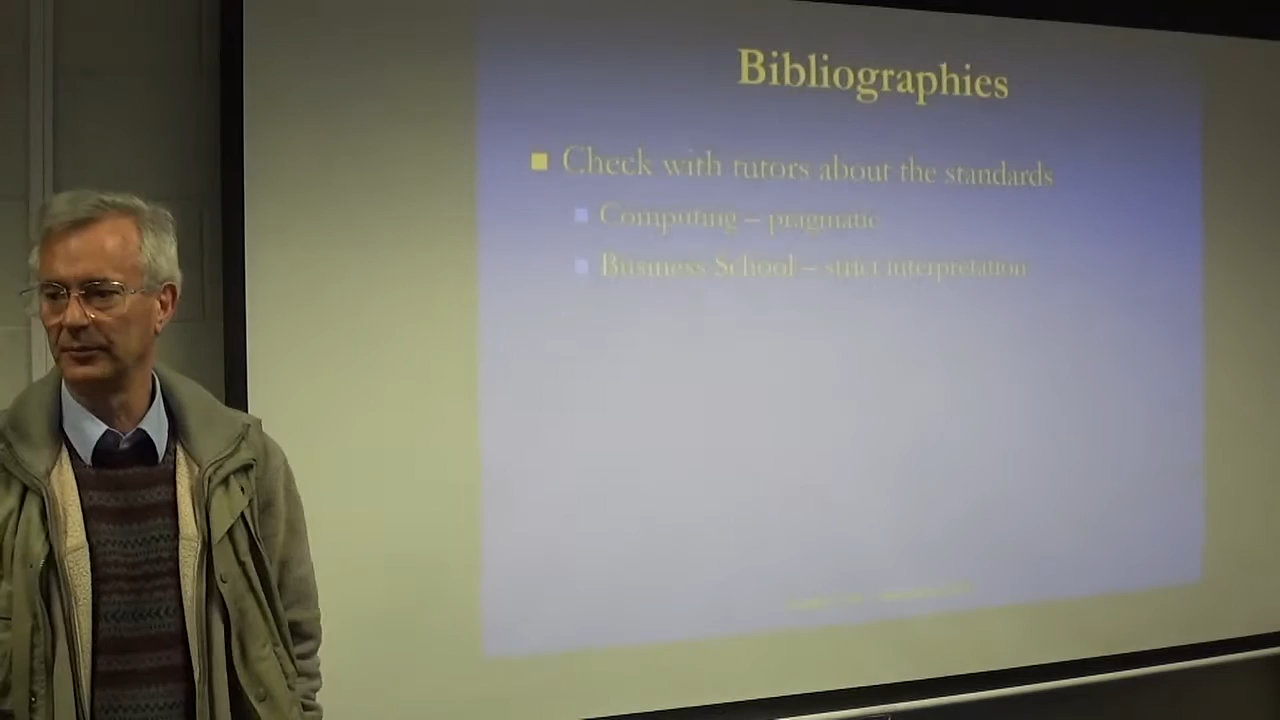 Bibliographies
Check with tutors about the standards
Computing – pragmatic
Business School – strict interpretation